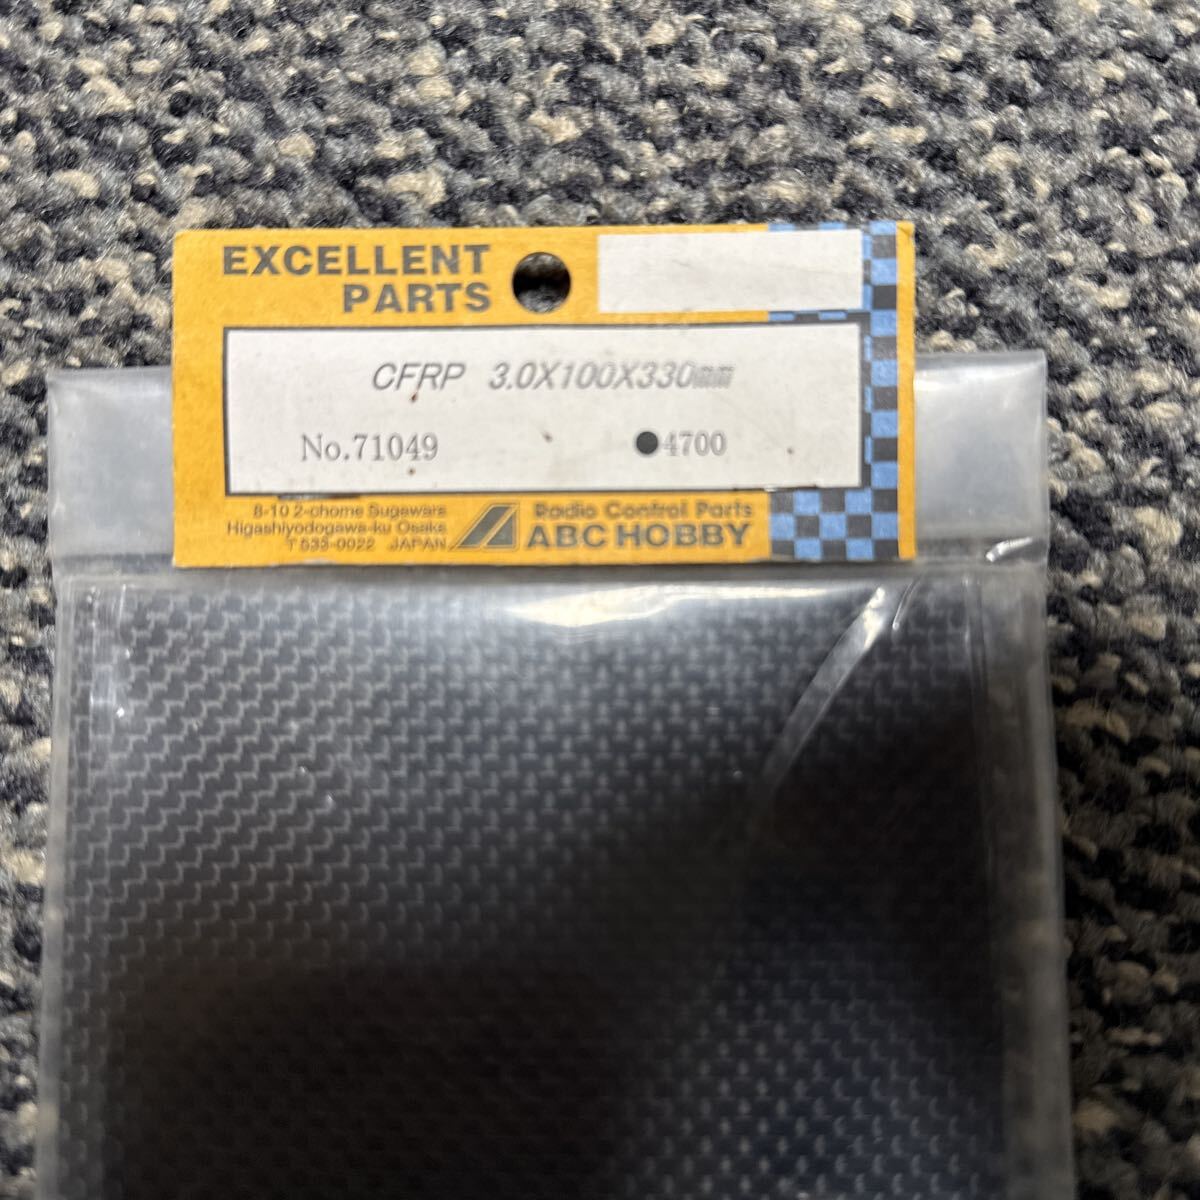 EXCELLENT
PARTS
CFRP 3.0X100X330mm
No.71049 ●4700
8-10 2-chome Sugawara
Higashiyodogawa-ku Osaka
〒533-0022 JAPAN
Radio Control Parts
ABC HOBBY